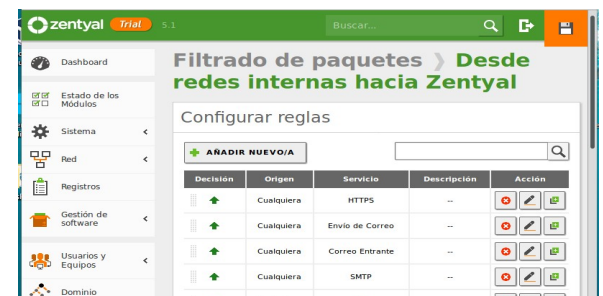 zentyal Trial 5.1 Buscar...
Dashboard
Estado de los
Módulos
Sistema
Red
Registros
Gestión de
software
Usuarios y
Equipos
Dominio
Filtrado de paquetes Desde
redes internas hacia Zentyal
Configurar reglas
AÑADIR NUEVO/A
Decisión Origen Servicio Descripción Acción
Cualquiera HTTPS --
Cualquiera Envío de Correo --
Cualquiera Correo Entrante --
Cualquiera SMTP --